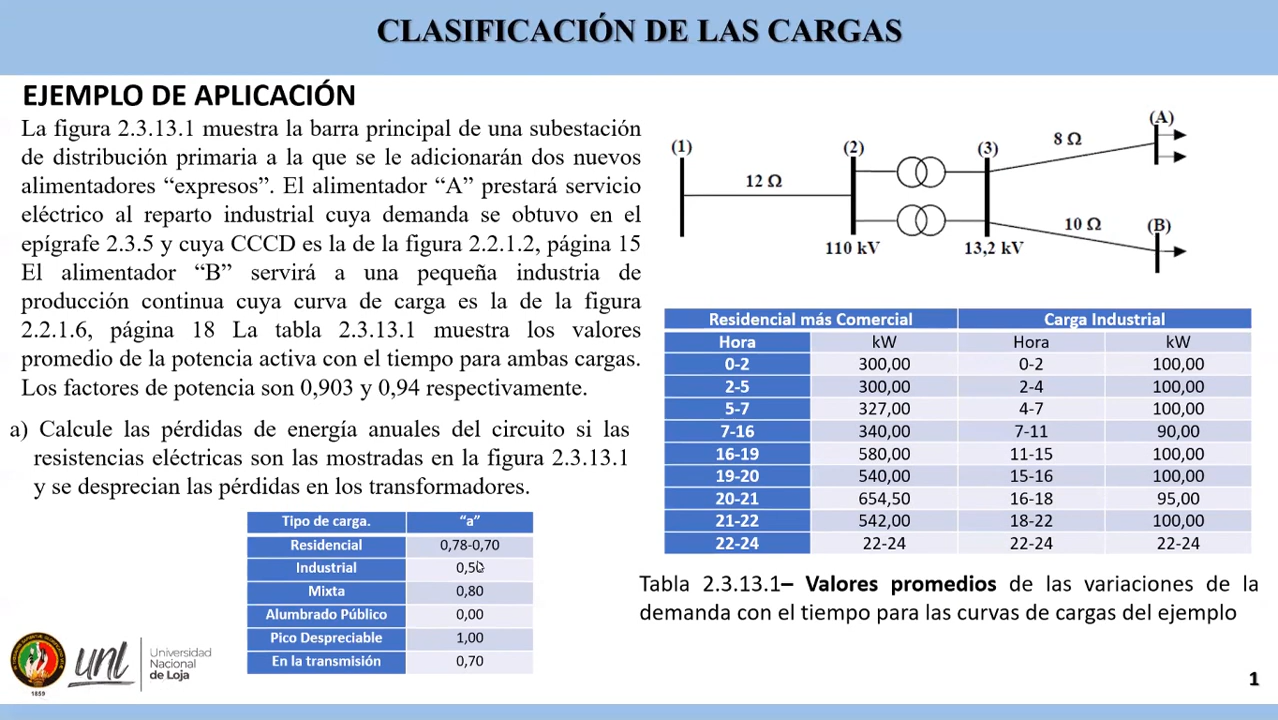 CLASIFICACIÓN DE LAS CARGAS
EJEMPLO DE APLICACIÓN
La figura 2.3.13.1 muestra la barra principal de una subestación
de distribución primaria a la que se le adicionarán dos nuevos
alimentadores “expresos”. El alimentador “A” prestará servicio
eléctrico al reparto industrial cuya demanda se obtuvo en el
epígrafe 2.3.5 y cuya CCCD es la de la figura 2.2.1.2, página 15
El alimentador “B” servirá a una pequeña industria de
producción continua cuya curva de carga es la de la figura
2.2.1.6, página 18 La tabla 2.3.13.1 muestra los valores
promedio de la potencia activa con el tiempo para ambas cargas.
Los factores de potencia son 0,903 y 0,94 respectivamente.
a) Calcule las pérdidas de energía anuales del circuito si las
resistencias eléctricas son las mostradas en la figura 2.3.13.1
y se desprecian las pérdidas en los transformadores.
Tipo de carga. “a”
Residencial 0,78-0,70
Industrial 0,50
Mixta 0,80
Alumbrado Público 0,00
Pico Despreciable 1,00
En la transmisión 0,70
(1) (2) (3) (A)
8 Ω
12 Ω
10 Ω (B)
110 kV 13,2 kV
Residencial más Comercial Carga Industrial
Hora kW Hora kW
0-2 300,00 0-2 100,00
2-5 300,00 2-4 100,00
5-7 327,00 4-7 100,00
7-16 340,00 7-11 90,00
16-19 580,00 11-15 100,00
19-20 540,00 15-16 100,00
20-21 654,50 16-18 95,00
21-22 542,00 18-22 100,00
22-24 22-24 22-24 22-24
Tabla 2.3.13.1– Valores promedios de las variaciones de la
demanda con el tiempo para las curvas de cargas del ejemplo
1859
unl
Universidad
Nacional
de Loja
1